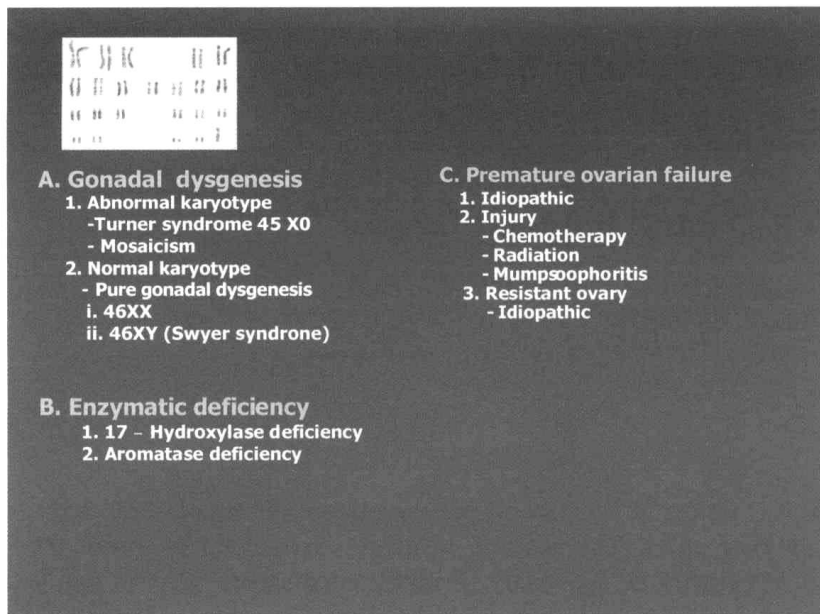 A. Gonadal dysgenesis
1. Abnormal karyotype
-Turner syndrome 45 X0
- Mosaicism
2. Normal karyotype
- Pure gonadal dysgenesis
i. 46XX
ii. 46XY (Swyer syndrone)
B. Enzymatic deficiency
1. 17 – Hydroxylase deficiency
2. Aromatase deficiency
C. Premature ovarian failure
1. Idiopathic
2. Injury
- Chemotherapy
- Radiation
- Mumpsoophoritis
3. Resistant ovary
- Idiopathic